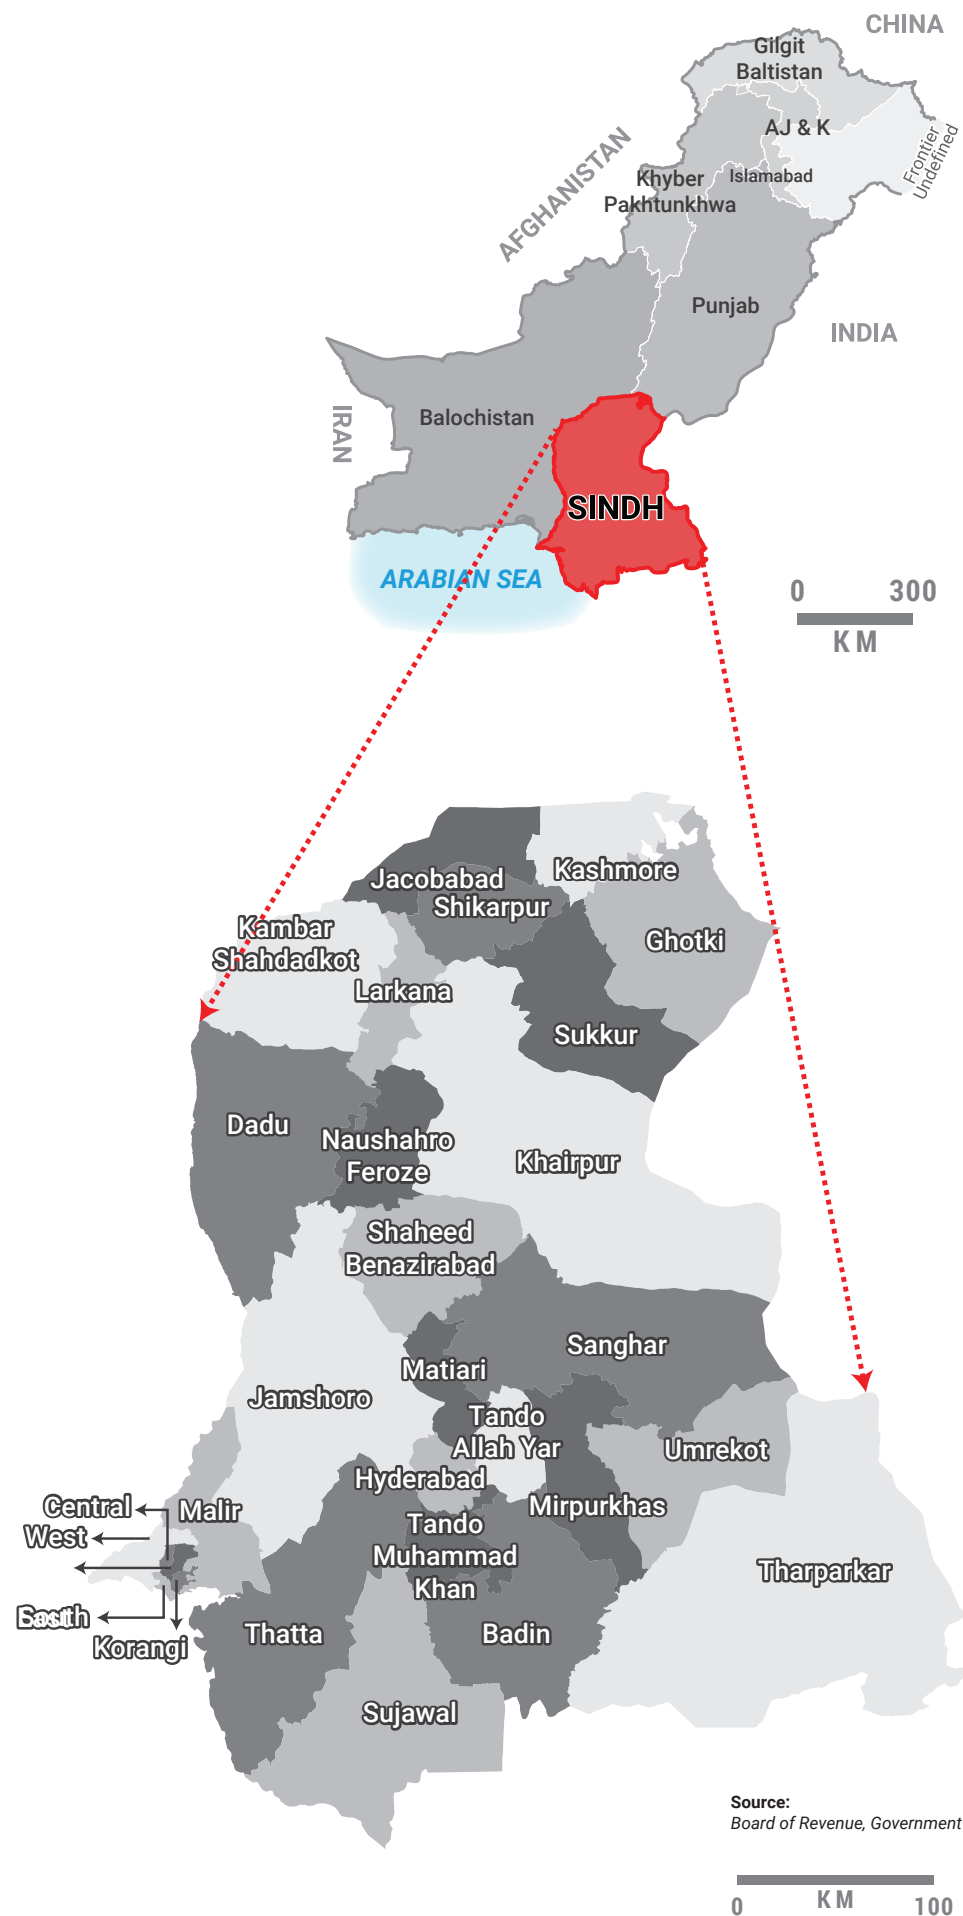 CHINA
Gilgit
Baltistan
AJ & K
Frontier
Undefined
AFGHANISTAN
Khyber
Pakhtunkhwa
Islamabad
Punjab
INDIA
IRAN
Balochistan
SINDH
ARABIAN SEA
0 300
KM
Jacobabad
Kashmore
Shikarpur
Kambar
Shahdadkot
Ghotki
Larkana
Sukkur
Dadu
Naushahro
Feroze
Khairpur
Shaheed
Benazirabad
Sanghar
Matiari
Jamshoro
Tando
Allah Yar
Umrekot
Hyderabad
Central
Malir
Mirpurkhas
West
Tando
Muhammad
Khan
Tharparkar
South
Korangi
Thatta
Badin
Sujawal
Source:
Board of Revenue, Government
KM
0 100